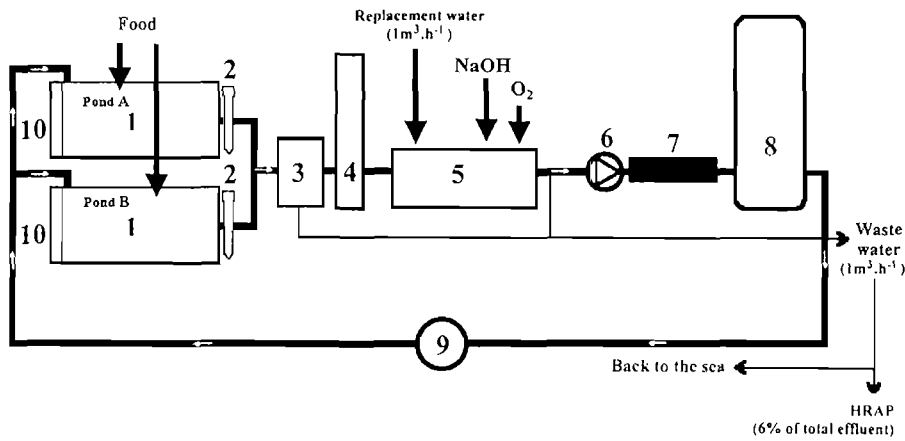 Food
Replacement water
(1m³.h⁻¹)
NaOH
O₂
Pond A
1
2
10
Pond B
1
2
10
3
4
5
6
7
8
9
Waste
water
(1m³.h⁻¹)
Back to the sea
HRAP
(6% of total effluent)